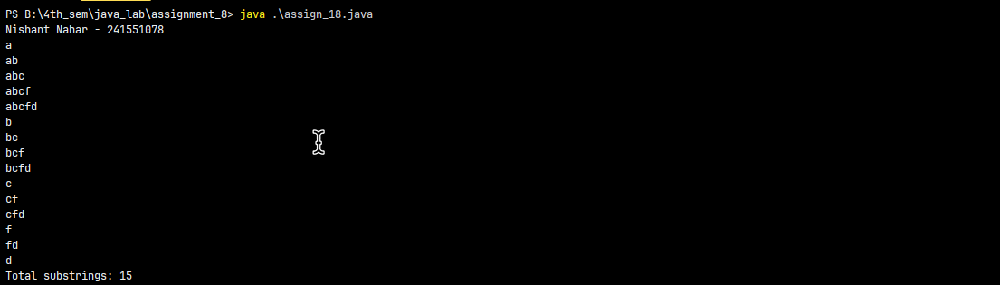 PS B:\4th_sem\java_lab\assignment_8> java .\assign_18.java
Nishant Nahar - 241551078
a
ab
abc
abcf
abcfd
b
bc
bcf
bcfd
c
cf
cfd
f
fd
d
Total substrings: 15